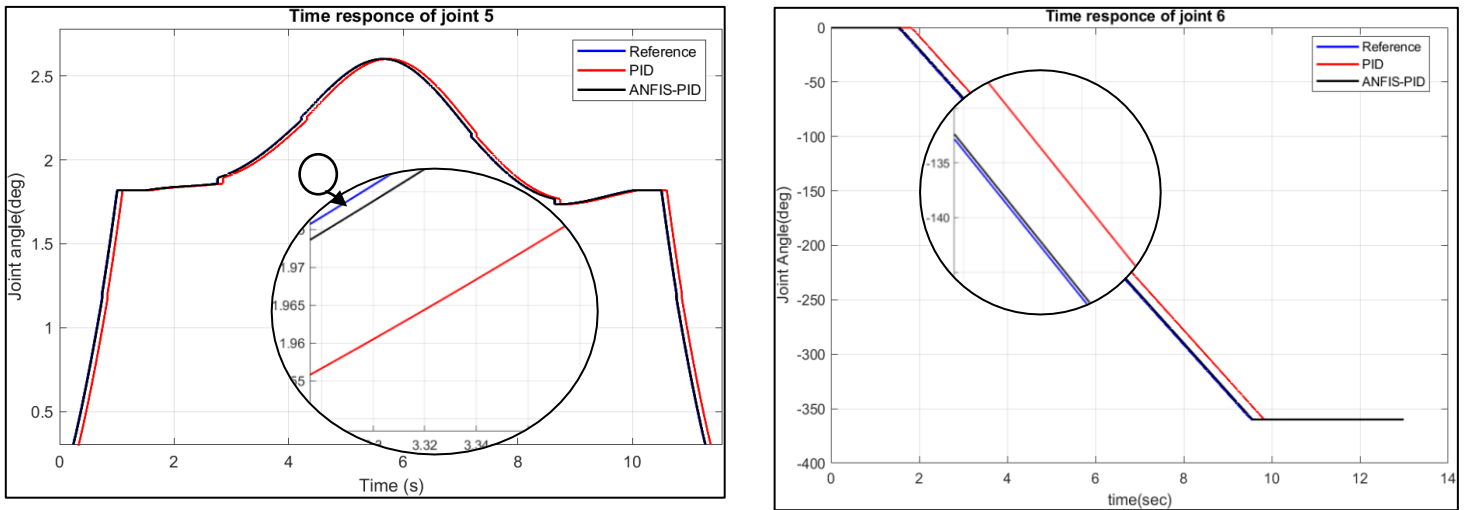 Time responce of joint 5
Reference
PID
ANFIS-PID
Joint angle(deg)
2.5
2
1.5
1
0.5
1.97
1.965
1.96
3.32
3.34
0
2
4
6
8
10
Time (s)
Time responce of joint 6
Reference
PID
ANFIS-PID
Joint Angle(deg)
0
-50
-100
-150
-200
-250
-300
-350
-400
-135
-140
0
2
4
6
8
10
12
14
time(sec)